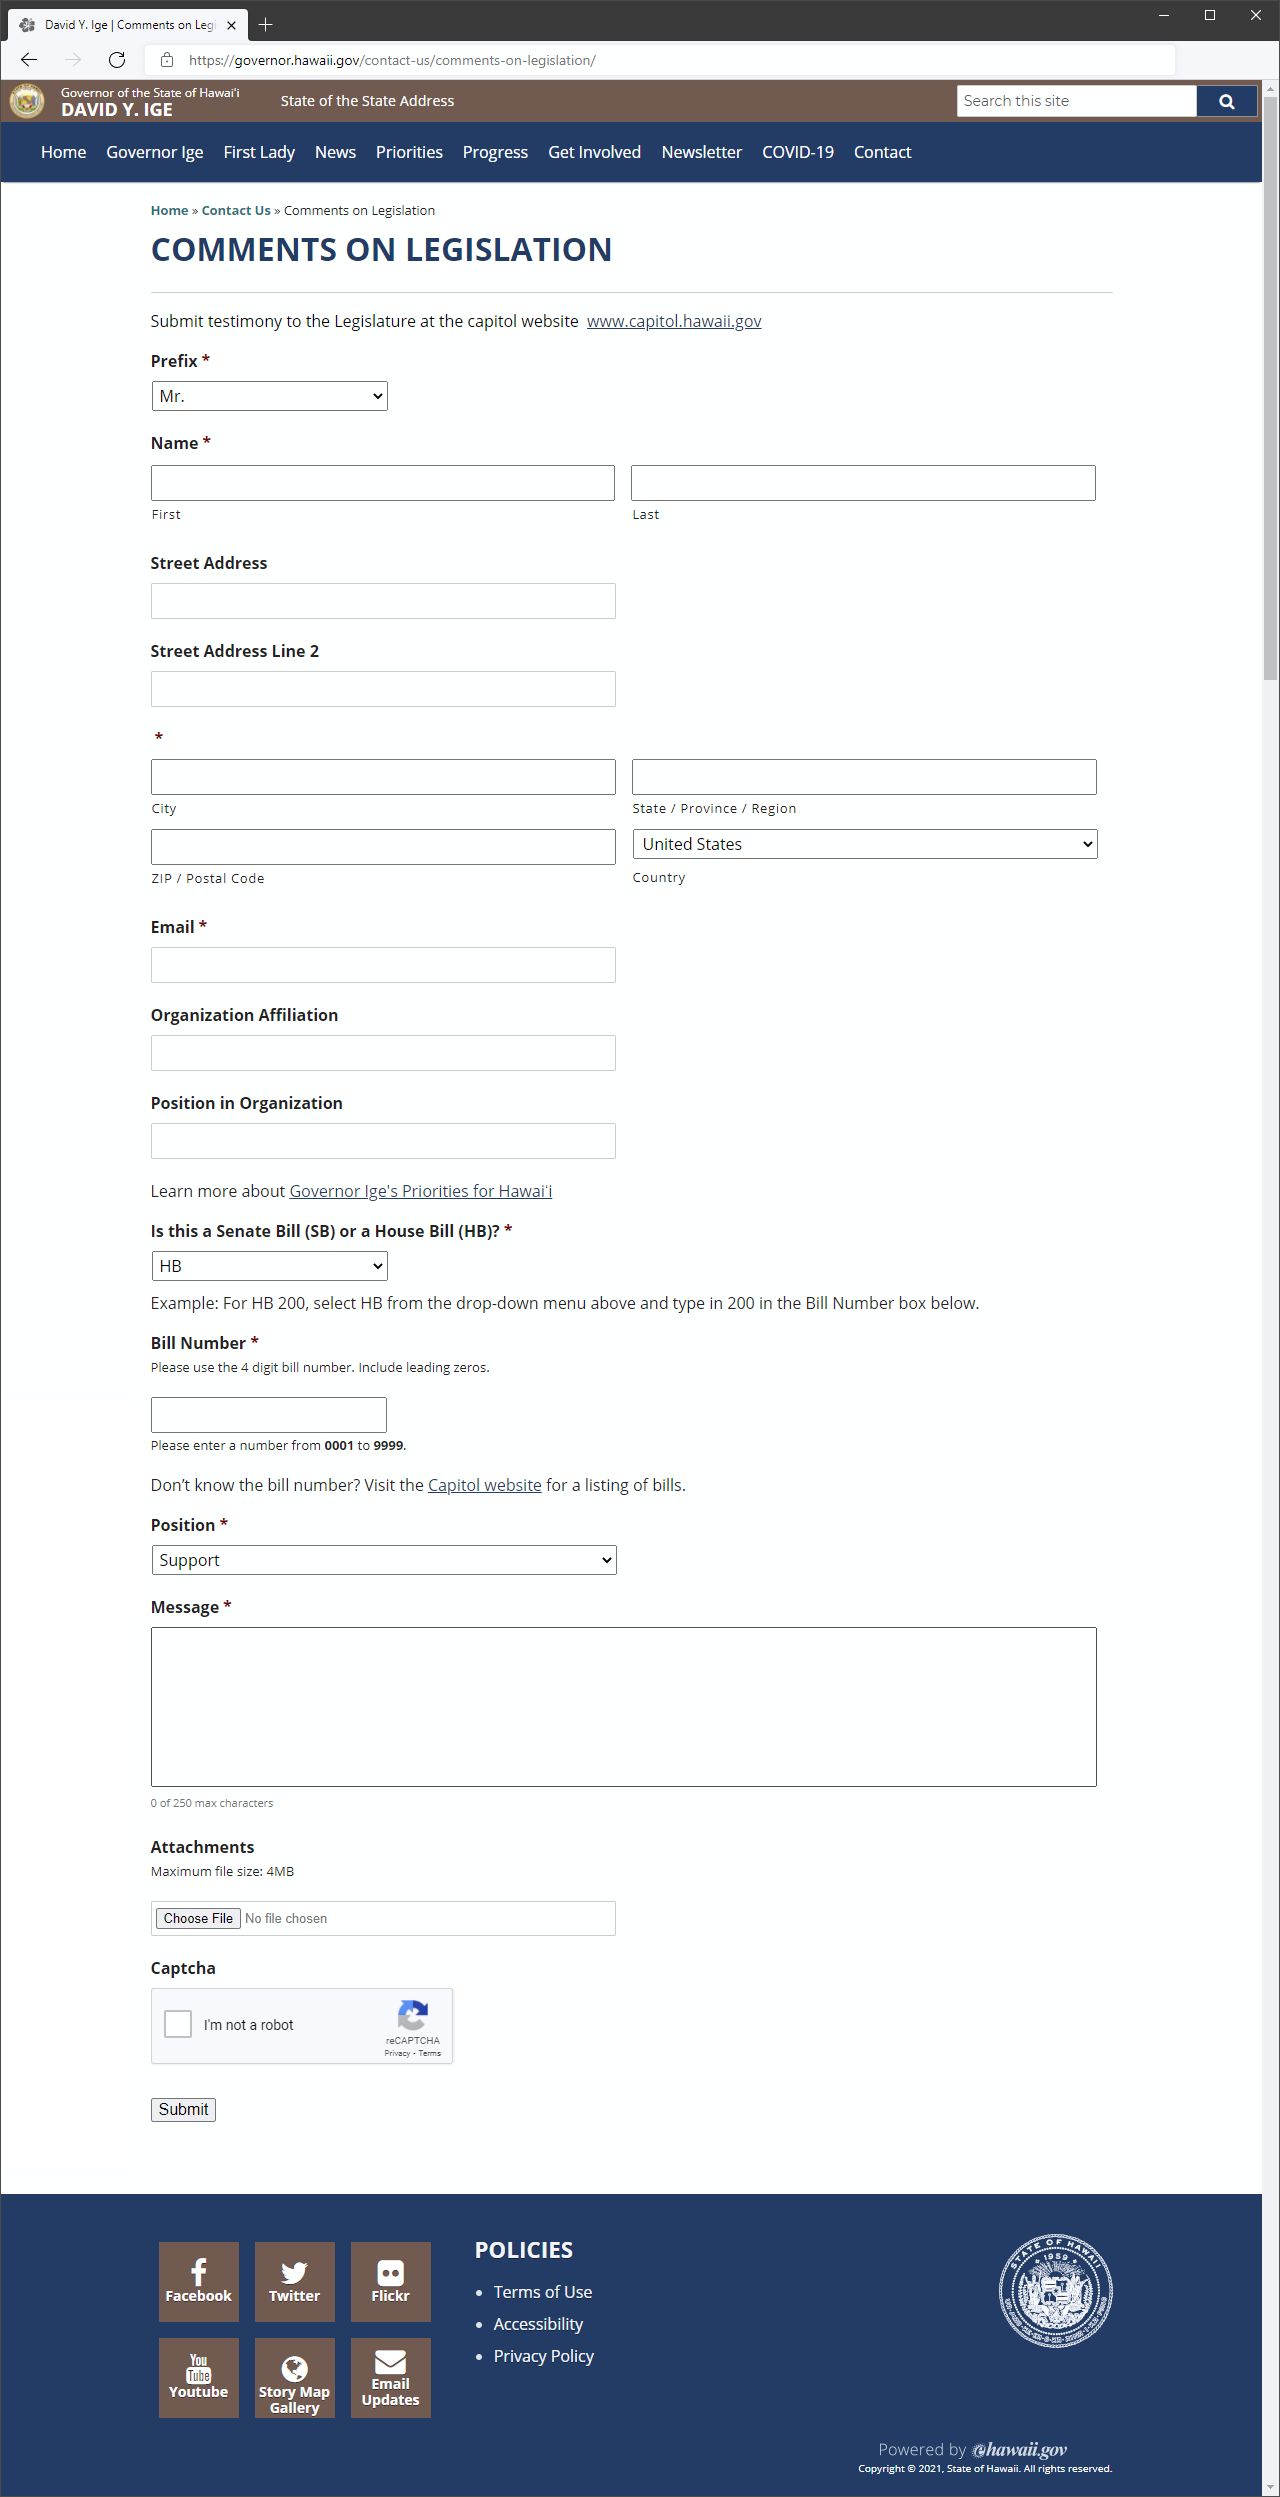 David Y. Ige | Comments on Legi
https://governor.hawaii.gov/contact-us/comments-on-legislation/
Governor of the State of Hawaiʻi
DAVID Y. IGE
State of the State Address
Search this site
Home Governor Ige First Lady News Priorities Progress Get Involved Newsletter COVID-19 Contact
Home » Contact Us » Comments on Legislation
COMMENTS ON LEGISLATION
Submit testimony to the Legislature at the capitol website www.capitol.hawaii.gov
Prefix *
Mr.
Name *
First Last
Street Address
Street Address Line 2
*
City State / Province / Region
United States
ZIP / Postal Code Country
Email *
Organization Affiliation
Position in Organization
Learn more about Governor Ige's Priorities for Hawaiʻi
Is this a Senate Bill (SB) or a House Bill (HB)? *
HB
Example: For HB 200, select HB from the drop-down menu above and type in 200 in the Bill Number box below.
Bill Number *
Please use the 4 digit bill number. Include leading zeros.
Please enter a number from 0001 to 9999.
Don’t know the bill number? Visit the Capitol website for a listing of bills.
Position *
Support
Message *
0 of 250 max characters
Attachments
Maximum file size: 4MB
Choose File No file chosen
Captcha
I'm not a robot
reCAPTCHA
Privacy - Terms
Submit
Facebook Twitter Flickr
You Tube
Youtube
Story Map Gallery
Email Updates
POLICIES
Terms of Use
Accessibility
Privacy Policy
STATE OF HAWAII
1959
Powered by ehawaii.gov
Copyright © 2021, State of Hawaii. All rights reserved.